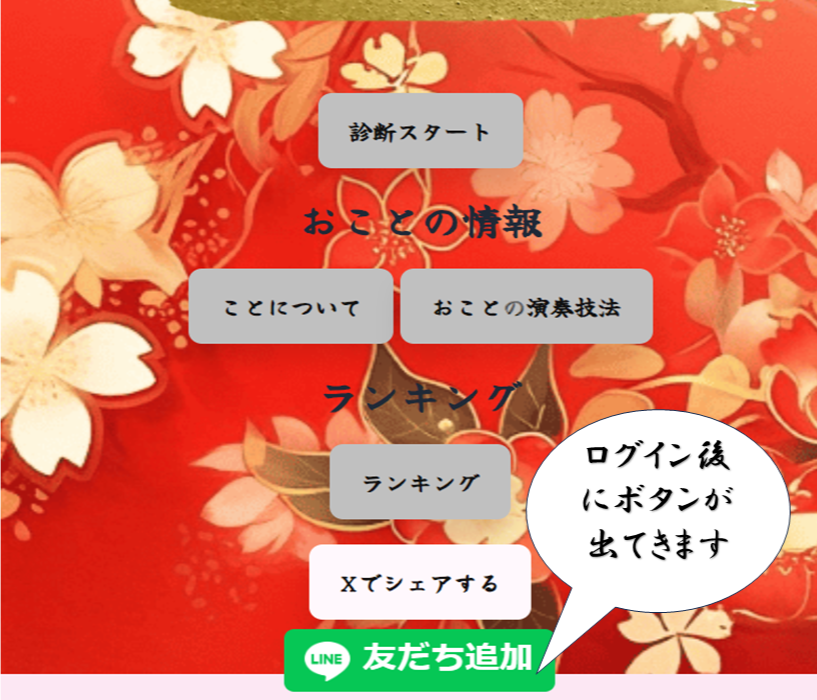 診断スタート
おことの情報
ことについて
おことの演奏技法
ランキング
ランキング
Xでシェアする
LINE 友だち追加
ログイン後
にボタンが
出てきます